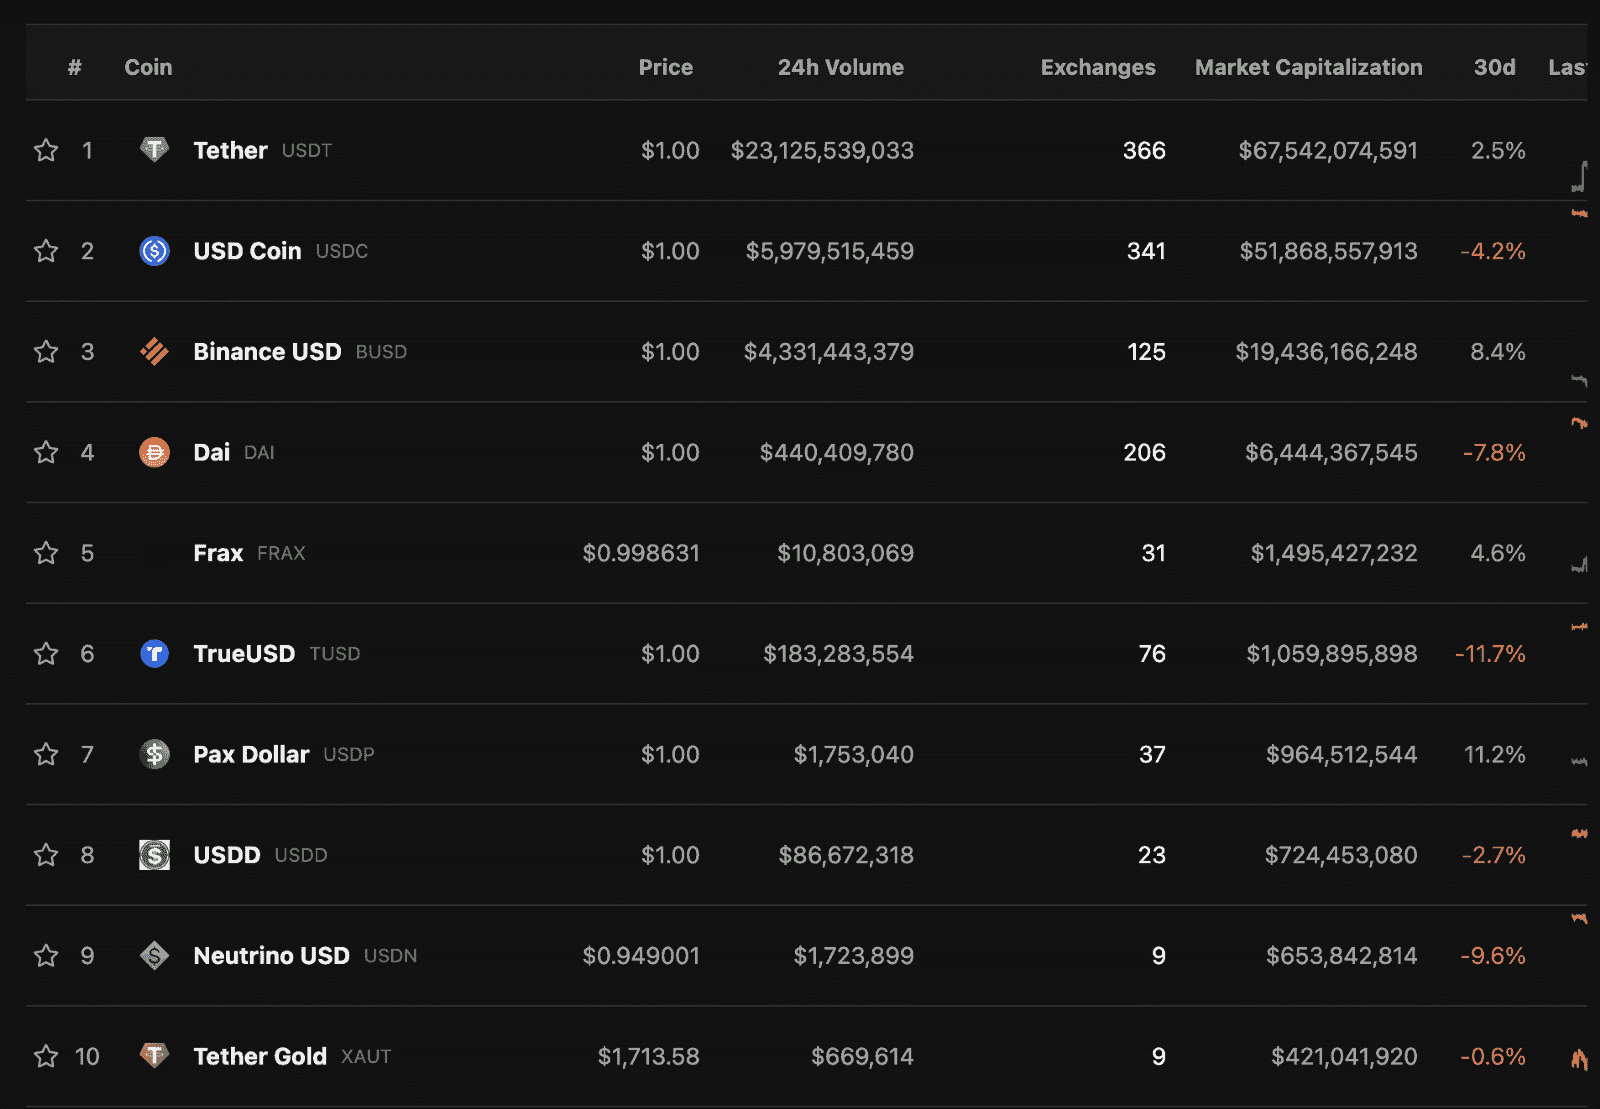 # Coin Price 24h Volume Exchanges Market Capitalization 30d Las
1 Tether USDT $1.00 $23,125,539,033 366 $67,542,074,591 2.5%
2 USD Coin USDC $1.00 $5,979,515,459 341 $51,868,557,913 -4.2%
3 Binance USD BUSD $1.00 $4,331,443,379 125 $19,436,166,248 8.4%
4 Dai DAI $1.00 $440,409,780 206 $6,444,367,545 -7.8%
5 Frax FRAX $0.998631 $10,803,069 31 $1,495,427,232 4.6%
6 TrueUSD TUSD $1.00 $183,283,554 76 $1,059,895,898 -11.7%
7 Pax Dollar USDP $1.00 $1,753,040 37 $964,512,544 11.2%
8 USDD USDD $1.00 $86,672,318 23 $724,453,080 -2.7%
9 Neutrino USD USDN $0.949001 $1,723,899 9 $653,842,814 -9.6%
10 Tether Gold XAUT $1,713.58 $669,614 9 $421,041,920 -0.6%